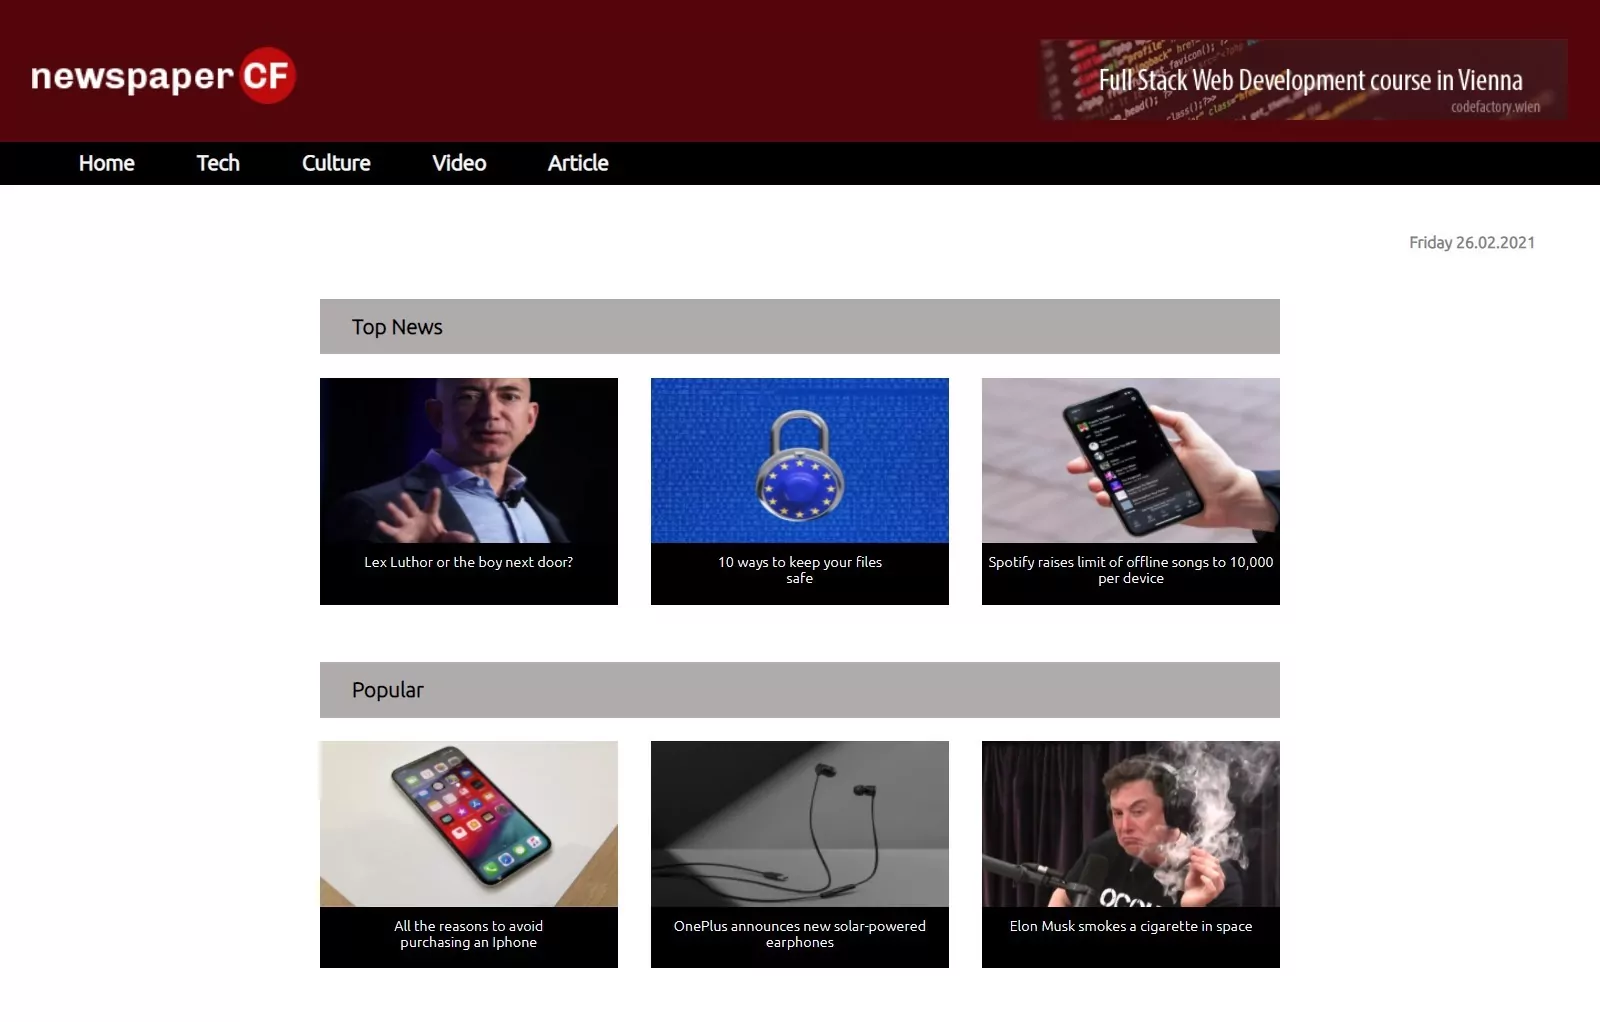 newspaper CF
Full Stack Web Development course in Vienna
codefactory.wien
Home Tech Culture Video Article
Friday 26.02.2021
Top News
Lex Luthor or the boy next door?
10 ways to keep your files
safe
Spotify raises limit of offline songs to 10,000
per device
Popular
All the reasons to avoid
purchasing an Iphone
OnePlus announces new solar-powered
earphones
Elon Musk smokes a cigarette in space